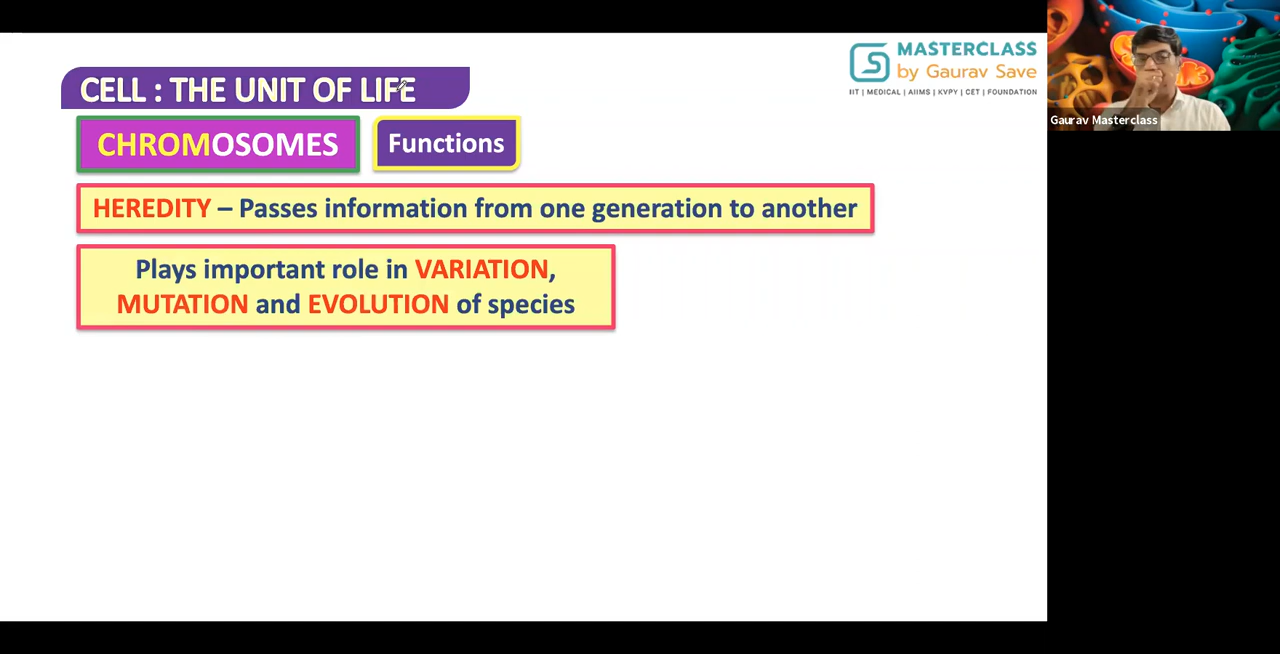 MASTERCLASS
by Gaurav Save
IIT | MEDICAL | AIIMS | KVPY | CET | FOUNDATION
Gaurav Masterclass
CELL : THE UNIT OF LIFE
CHROMOSOMES
Functions
HEREDITY – Passes information from one generation to another
Plays important role in VARIATION,
MUTATION and EVOLUTION of species